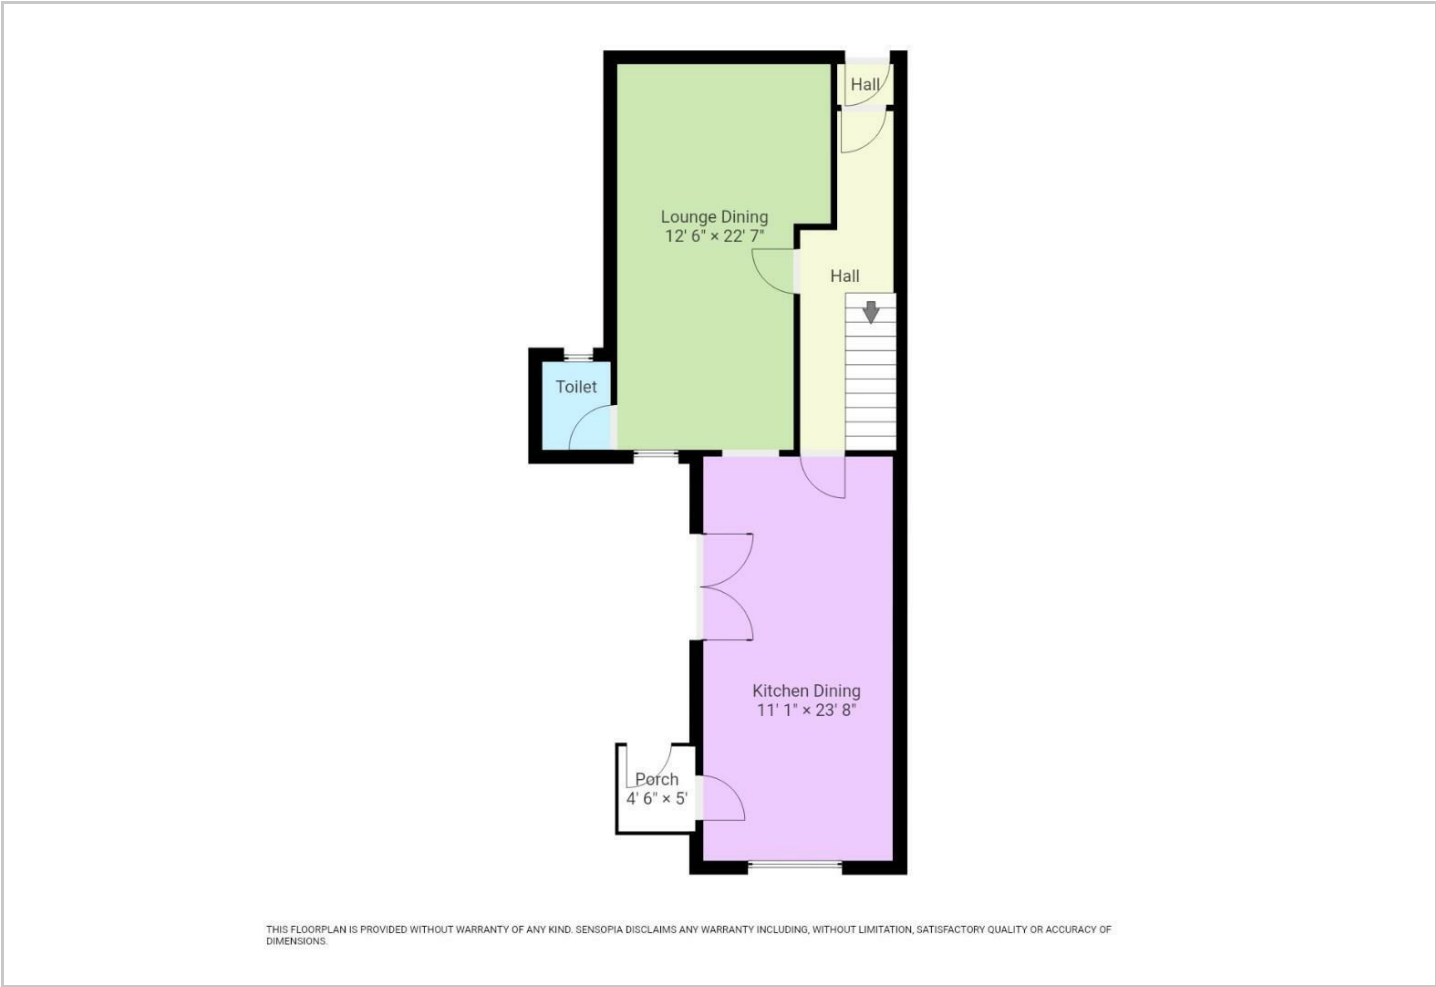 Hall
Lounge Dining
12' 6" × 22' 7"
Hall
Toilet
Kitchen Dining
11' 1" × 23' 8"
Porch
4' 6" × 5'
THIS FLOORPLAN IS PROVIDED WITHOUT WARRANTY OF ANY KIND. SENSOPIA DISCLAIMS ANY WARRANTY INCLUDING, WITHOUT LIMITATION, SATISFACTORY QUALITY OR ACCURACY OF
DIMENSIONS.